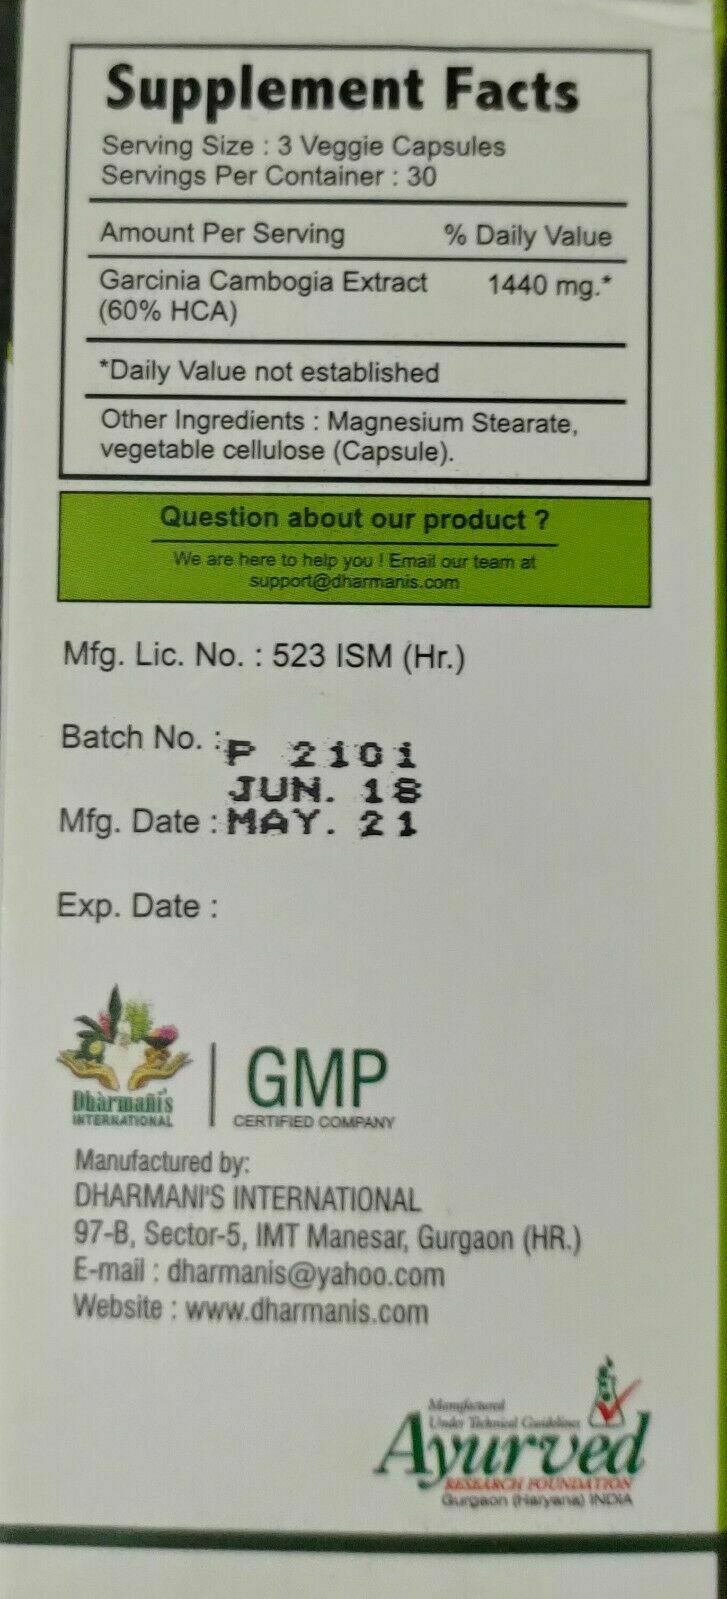 Supplement Facts
Serving Size : 3 Veggie Capsules
Servings Per Container : 30
Amount Per Serving % Daily Value
Garcinia Cambogia Extract 1440 mg.*
(60% HCA)
*Daily Value not established
Other Ingredients : Magnesium Stearate,
vegetable cellulose (Capsule).
Question about our product ?
We are here to help you ! Email our team at
support@dharmanis.com
Mfg. Lic. No. : 523 ISM (Hr.)
Batch No. : P 2101
JUN. 18
Mfg. Date : MAY. 21
Exp. Date :
Dharmani's
INTERNATIONAL
GMP
CERTIFIED COMPANY
Manufactured by:
DHARMANI'S INTERNATIONAL
97-B, Sector-5, IMT Manesar, Gurgaon (HR.)
E-mail : dharmanis@yahoo.com
Website : www.dharmanis.com
Manufactured
Under Technical Guidelines
Ayurved
RESEARCH FOUNDATION
Gurgaon (Haryana) INDIA